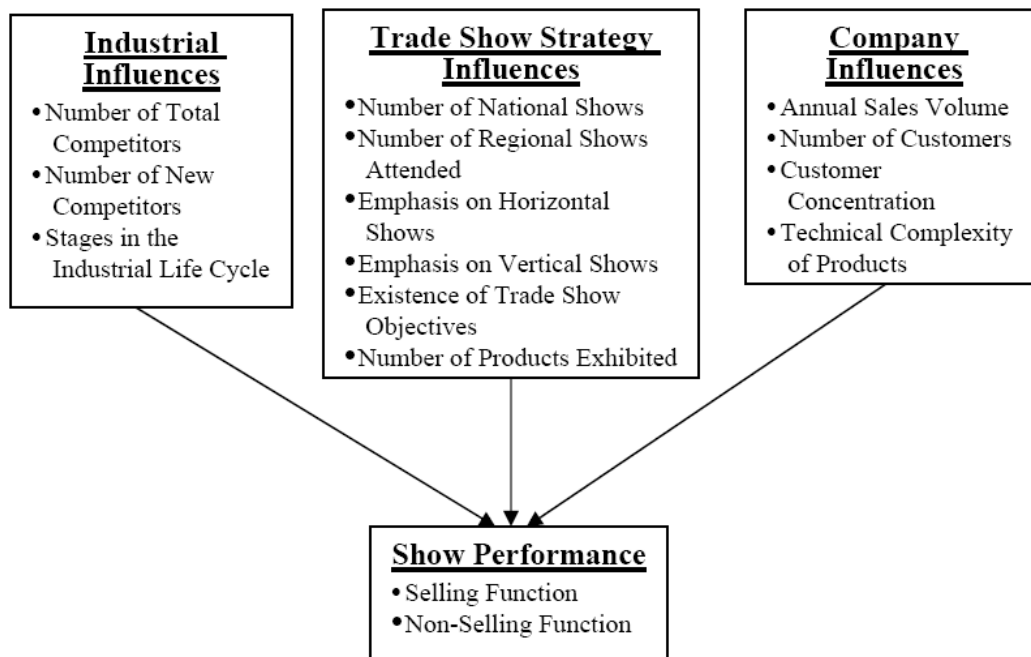 Industrial
Influences
•Number of Total
Competitors
•Number of New
Competitors
•Stages in the
Industrial Life Cycle
Trade Show Strategy
Influences
•Number of National Shows
•Number of Regional Shows
Attended
•Emphasis on Horizontal
Shows
•Emphasis on Vertical Shows
•Existence of Trade Show
Objectives
•Number of Products Exhibited
Company
Influences
•Annual Sales Volume
•Number of Customers
•Customer
Concentration
•Technical Complexity
of Products
Show Performance
•Selling Function
•Non-Selling Function